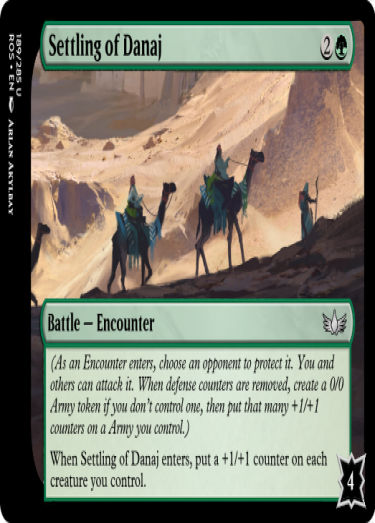 Settling of Danaj
2
189/285 U
ROS • EN ARIAN AKYLBAY
Battle – Encounter
(As an Encounter enters, choose an opponent to protect it. You and
others can attack it. When defense counters are removed, create a 0/0
Army token if you don't control one, then put that many +1/+1
counters on a Army you control.)
When Settling of Danaj enters, put a +1/+1 counter on each
creature you control.
4